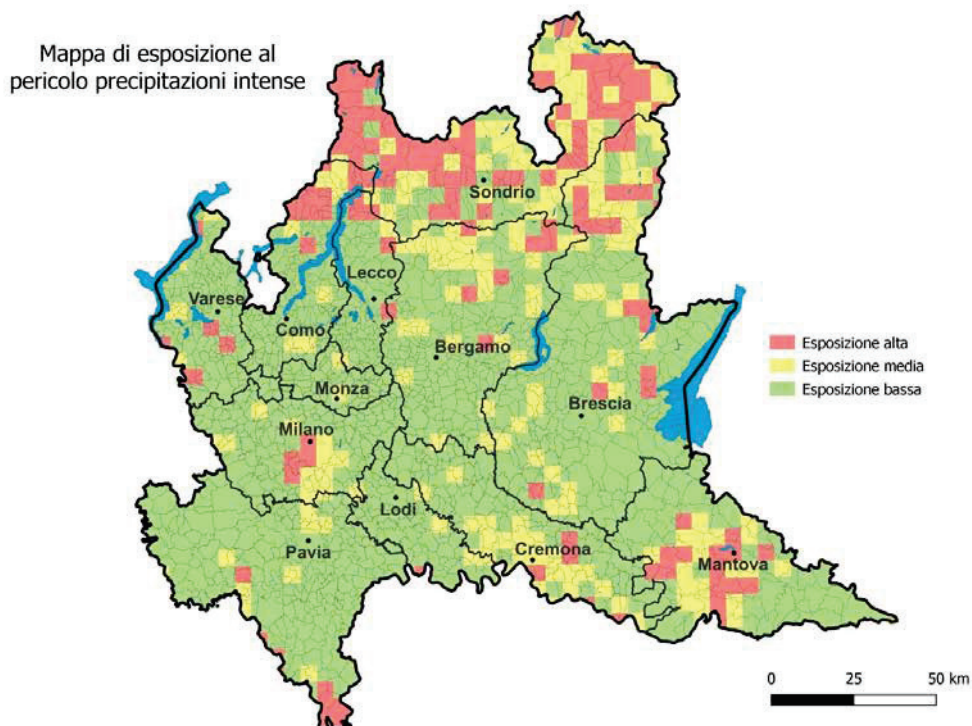 Mappa di esposizione al
pericolo precipitazioni intense
Sondrio
Lecco
Varese
Como
Bergamo
Monza
Brescia
Milano
Lodi
Pavia
Cremona
Mantova
Esposizione alta
Esposizione media
Esposizione bassa
0 25 50 km